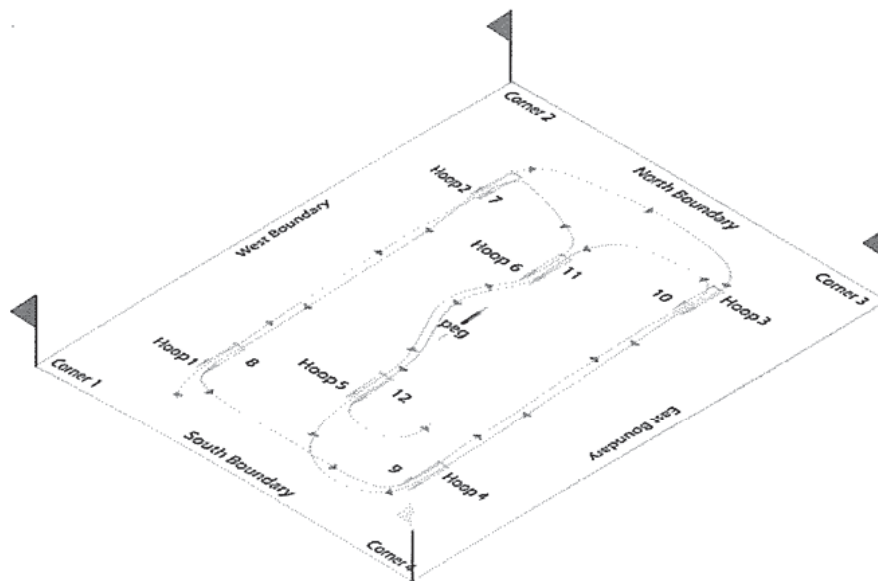 Corner 2
North Boundary
Hoop 2
7
West Boundary
Hoop 6
11
Corner 3
10
Hoop 3
peg
Hoop 1
8
Hoop 5
12
Corner 1
East Boundary
South Boundary
9
Hoop 4
Corner 4